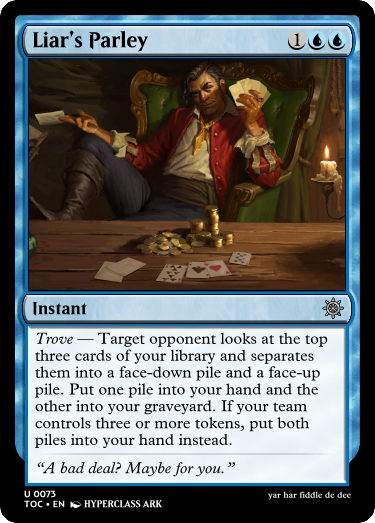 Liar's Parley 1
Instant
Trove — Target opponent looks at the top
three cards of your library and separates
them into a face-down pile and a face-up
pile. Put one pile into your hand and the
other into your graveyard. If your team
controls three or more tokens, put both
piles into your hand instead.
“A bad deal? Maybe for you.”
U 0073
TOC • EN HYPERCLASS ARK
yar har fiddle de dee